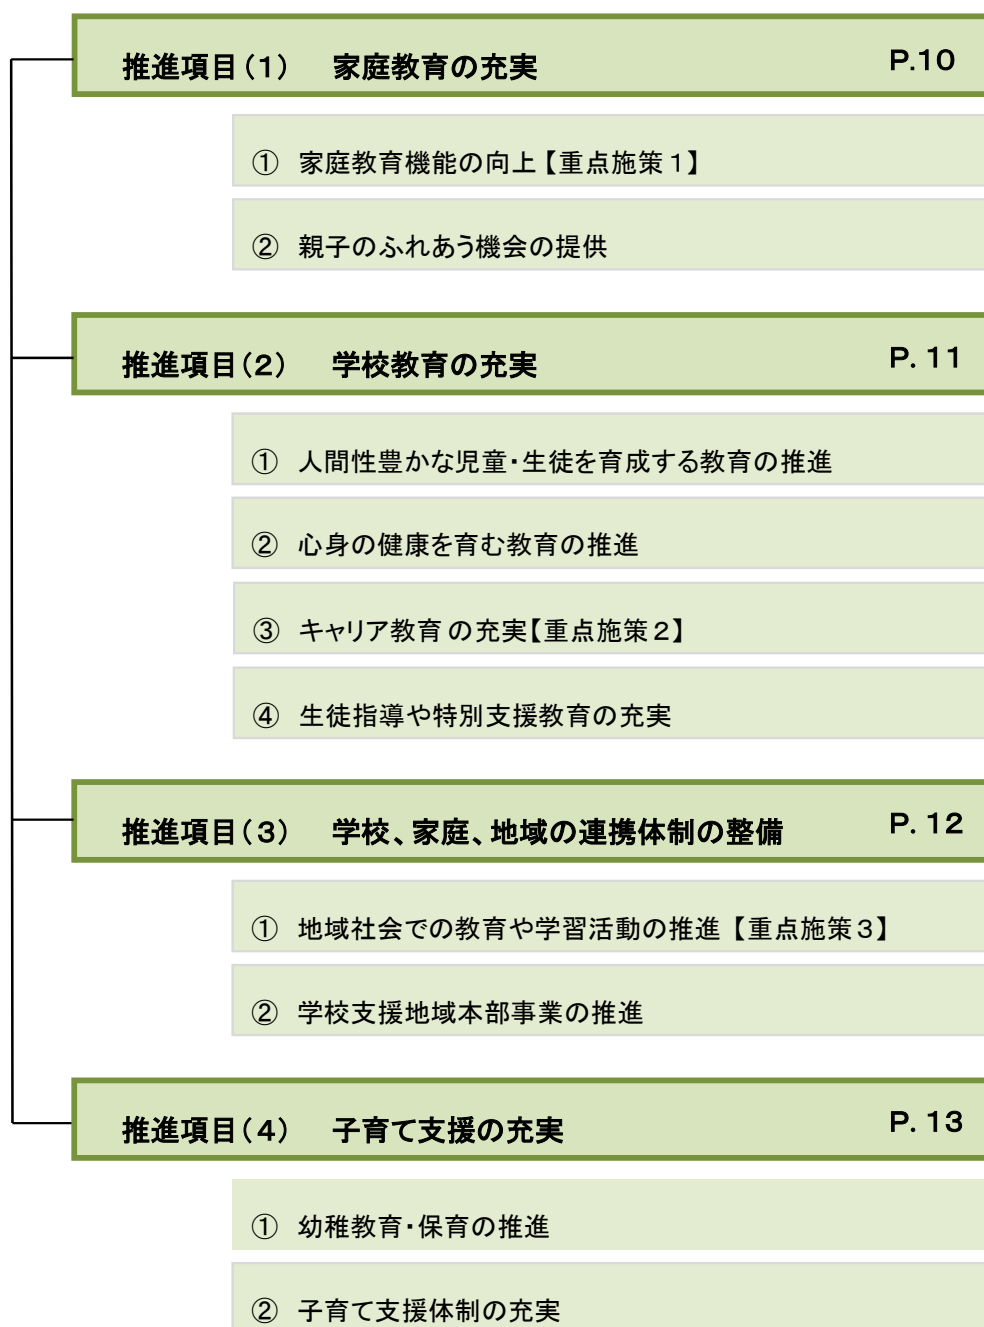 推進項目(1) 家庭教育の充実 P.10
① 家庭教育機能の向上【重点施策1】
② 親子のふれあう機会の提供
推進項目(2) 学校教育の充実 P.11
① 人間性豊かな児童・生徒を育成する教育の推進
② 心身の健康を育む教育の推進
③ キャリア教育の充実【重点施策2】
④ 生徒指導や特別支援教育の充実
推進項目(3) 学校、家庭、地域の連携体制の整備 P.12
① 地域社会での教育や学習活動の推進【重点施策3】
② 学校支援地域本部事業の推進
推進項目(4) 子育て支援の充実 P.13
① 幼稚教育・保育の推進
② 子育て支援体制の充実